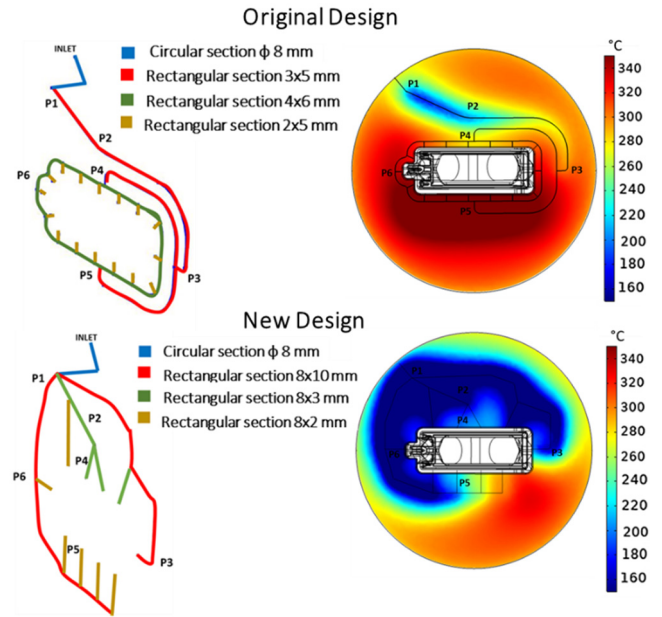 Original Design
INLET
Circular section ϕ 8 mm
Rectangular section 3x5 mm
Rectangular section 4x6 mm
Rectangular section 2x5 mm
P1
P2
P4
P6
P5
P3
P1
P2
P4
P6
P3
P5
°C
340
320
300
280
260
240
220
200
180
160
New Design
INLET
Circular section ϕ 8 mm
Rectangular section 8x10 mm
Rectangular section 8x3 mm
Rectangular section 8x2 mm
P1
P2
P4
P6
P5
P3
P1
P2
P4
P6
P3
P5
°C
340
320
300
280
260
240
220
200
180
160